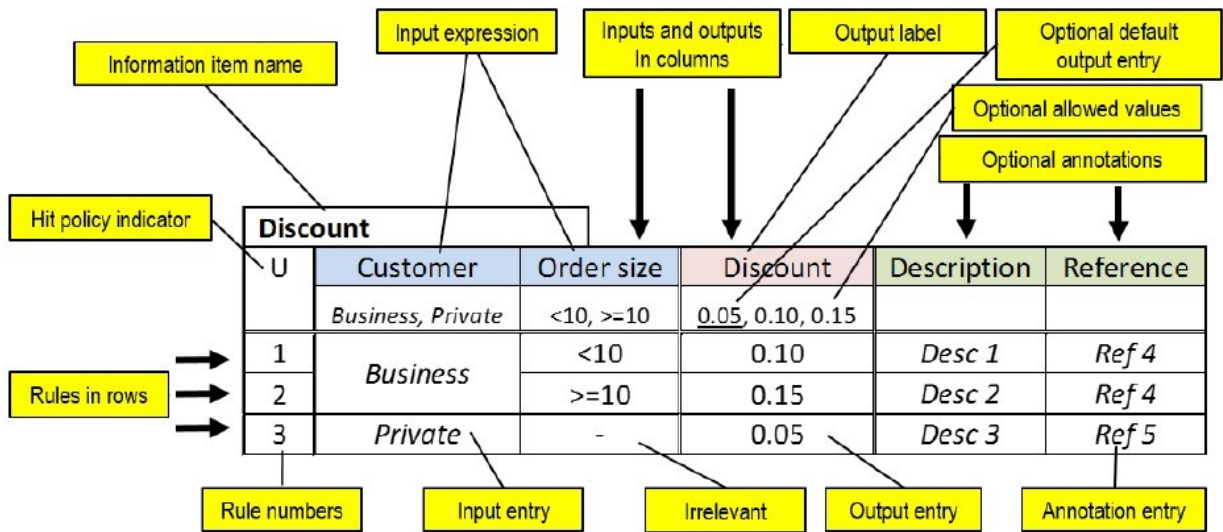 Input expression
Inputs and outputs
In columns
Output label
Optional default
output entry
Information item name
Optional allowed values
Optional annotations
Hit policy indicator
Discount
U Customer Order size Discount Description Reference
Business, Private <10, >=10 0.05, 0.10, 0.15
1 Business <10 0.10 Desc 1 Ref 4
Rules in rows
2 >=10 0.15 Desc 2 Ref 4
3 Private - 0.05 Desc 3 Ref 5
Rule numbers
Input entry
Irrelevant
Output entry
Annotation entry